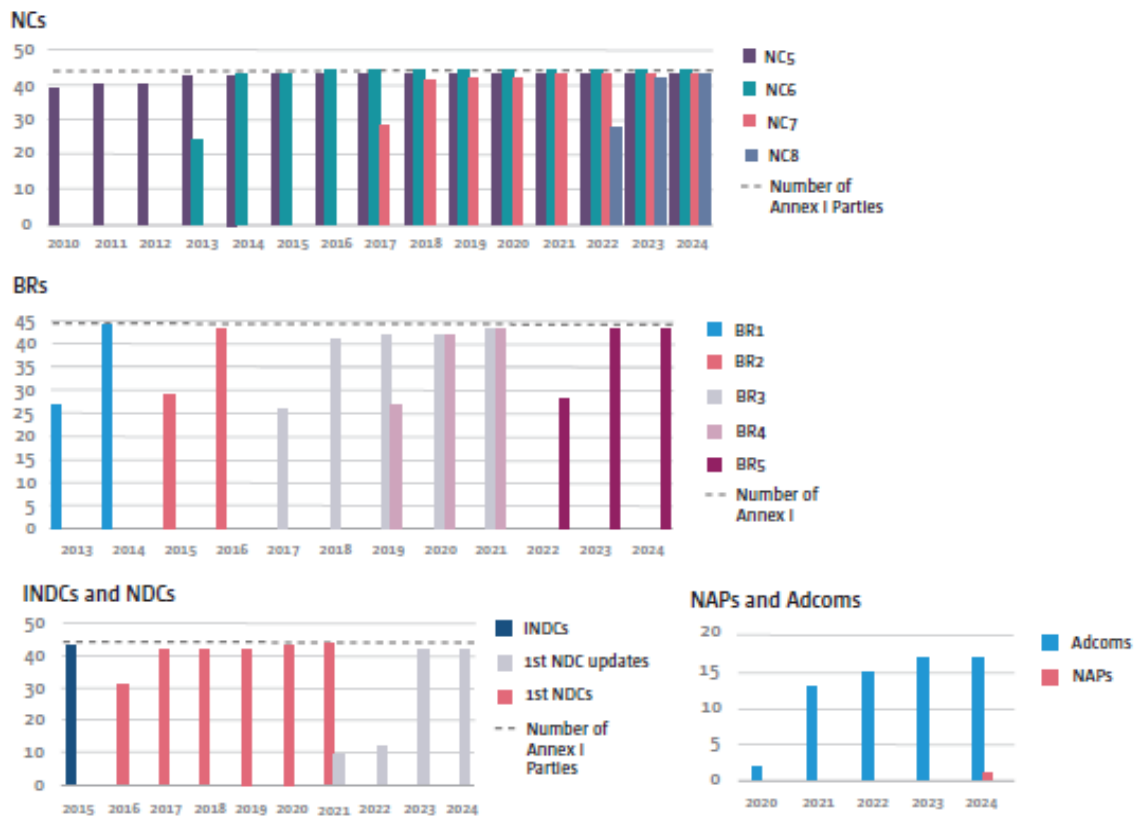 NCs
50
40
30
20
10
0
2010 2011 2012 2013 2014 2015 2016 2017 2018 2019 2020 2021 2022 2023 2024
NC5
NC6
NC7
NC8
Number of
Annex I Parties
BRs
45
40
35
30
25
20
15
10
5
0
2013 2014 2015 2016 2017 2018 2019 2020 2021 2022 2023 2024
BR1
BR2
BR3
BR4
BR5
Number of
Annex I
INDCs and NDCs
50
40
30
20
10
0
2015 2016 2017 2018 2019 2020 2021 2022 2023 2024
INDCs
1st NDC updates
1st NDCs
Number of
Annex I
Parties
NAPs and Adcoms
20
15
10
5
0
2020 2021 2022 2023 2024
Adcoms
NAPs